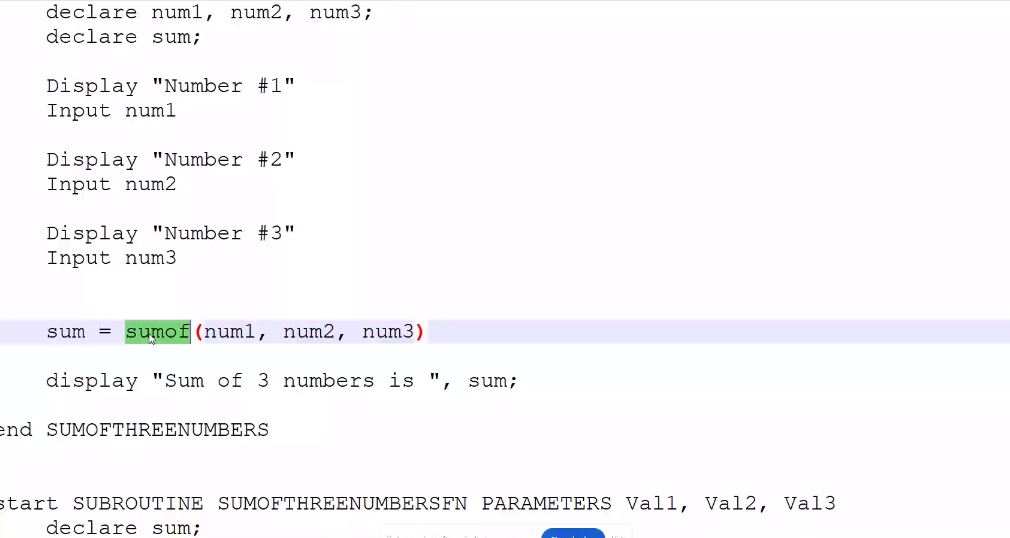 declare num1, num2, num3;
declare sum;
Display "Number #1"
Input num1
Display "Number #2"
Input num2
Display "Number #3"
Input num3
sum = sumof(num1, num2, num3)
display "Sum of 3 numbers is ", sum;
end SUMOFTHREENUMBERS
start SUBROUTINE SUMOFTHREENUMBERSFN PARAMETERS Val1, Val2, Val3
declare sum;